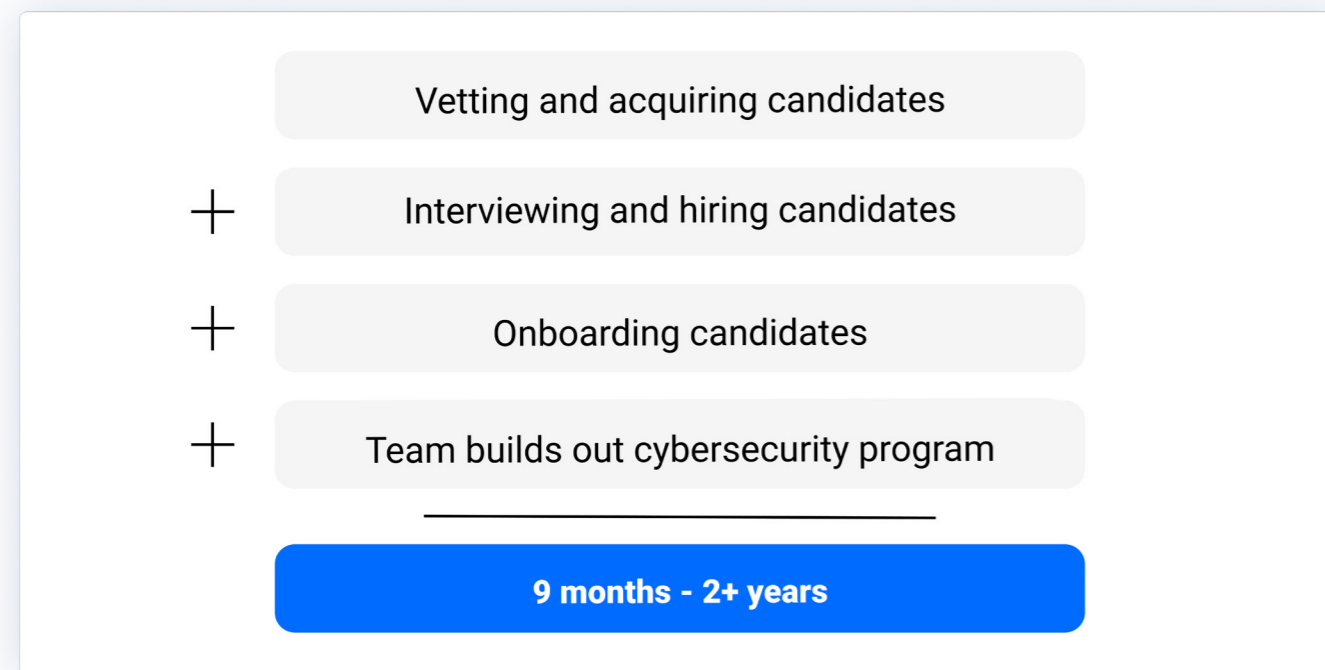 Vetting and acquiring candidates
+ Interviewing and hiring candidates
+ Onboarding candidates
+ Team builds out cybersecurity program
9 months - 2+ years